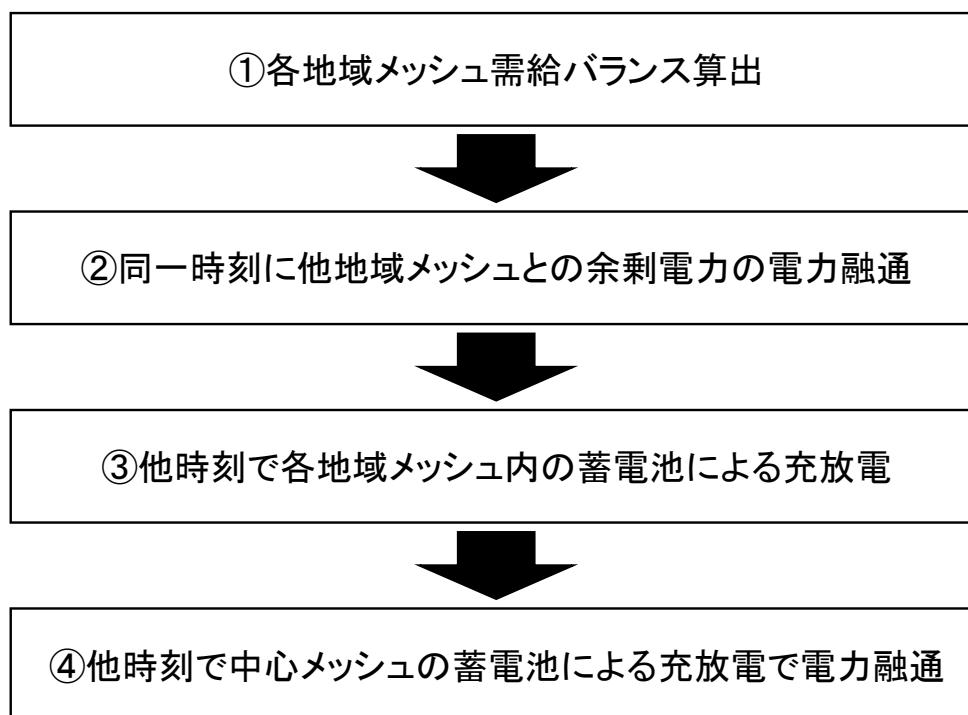 ①各地域メッシュ需給バランス算出
②同一時刻に他地域メッシュとの余剰電力の電力融通
③他時刻で各地域メッシュ内の蓄電池による充放電
④他時刻で中心メッシュの蓄電池による充放電で電力融通